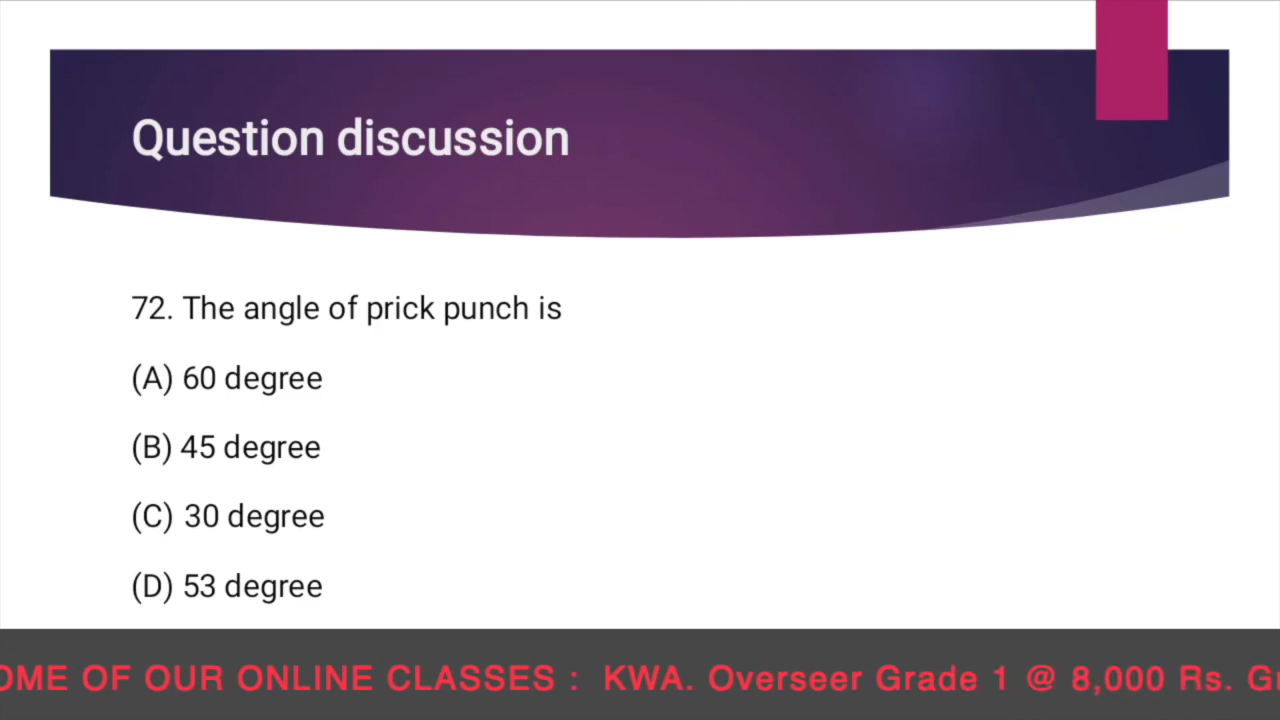 Question discussion
72. The angle of prick punch is
(A) 60 degree
(B) 45 degree
(C) 30 degree
(D) 53 degree
OF OUR ONLINE CLASSES : KWA. Overseer Grade 1 @ 8,000 Rs.